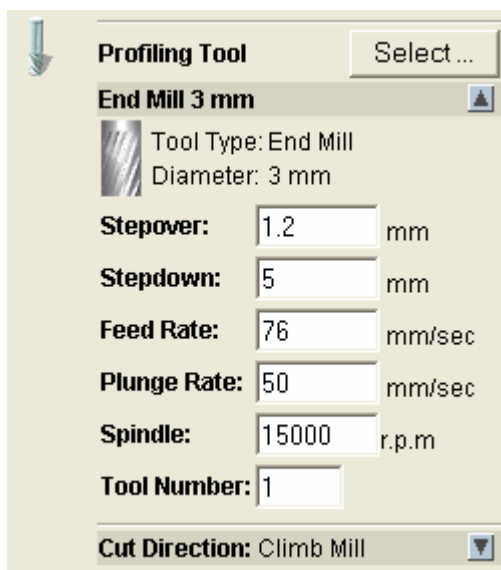 Profiling Tool Select ...
End Mill 3 mm
Tool Type: End Mill
Diameter: 3 mm
Stepover: 1.2 mm
Stepdown: 5 mm
Feed Rate: 76 mm/sec
Plunge Rate: 50 mm/sec
Spindle: 15000 r.p.m
Tool Number: 1
Cut Direction: Climb Mill